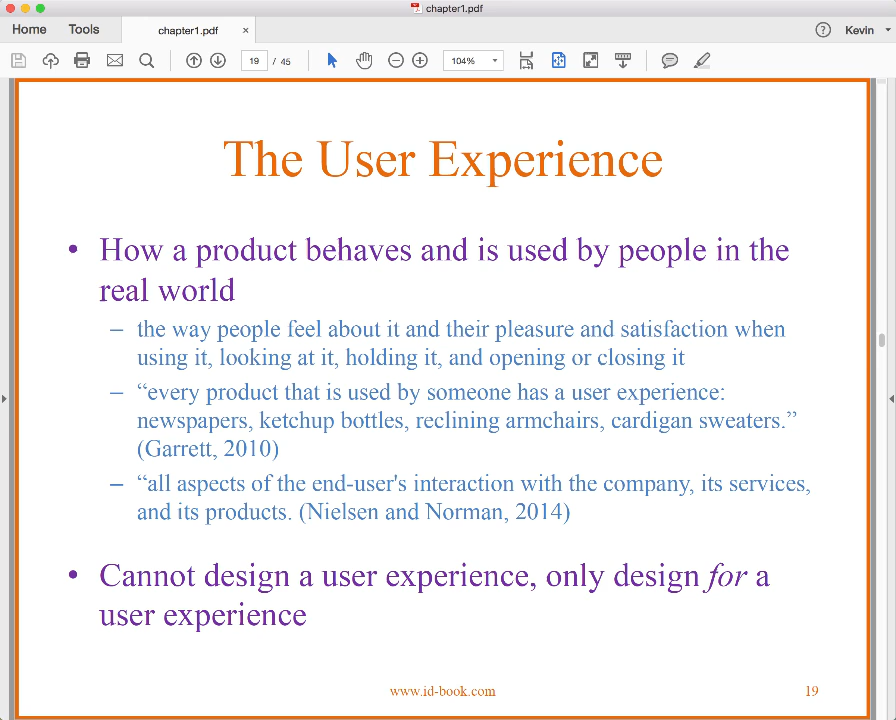 chapter1.pdf
Home Tools chapter1.pdf × ? Kevin
19 / 45 104%
The User Experience
• How a product behaves and is used by people in the
real world
– the way people feel about it and their pleasure and satisfaction when
using it, looking at it, holding it, and opening or closing it
– “every product that is used by someone has a user experience:
newspapers, ketchup bottles, reclining armchairs, cardigan sweaters.”
(Garrett, 2010)
– “all aspects of the end-user's interaction with the company, its services,
and its products. (Nielsen and Norman, 2014)
• Cannot design a user experience, only design for a
user experience
www.id-book.com 19